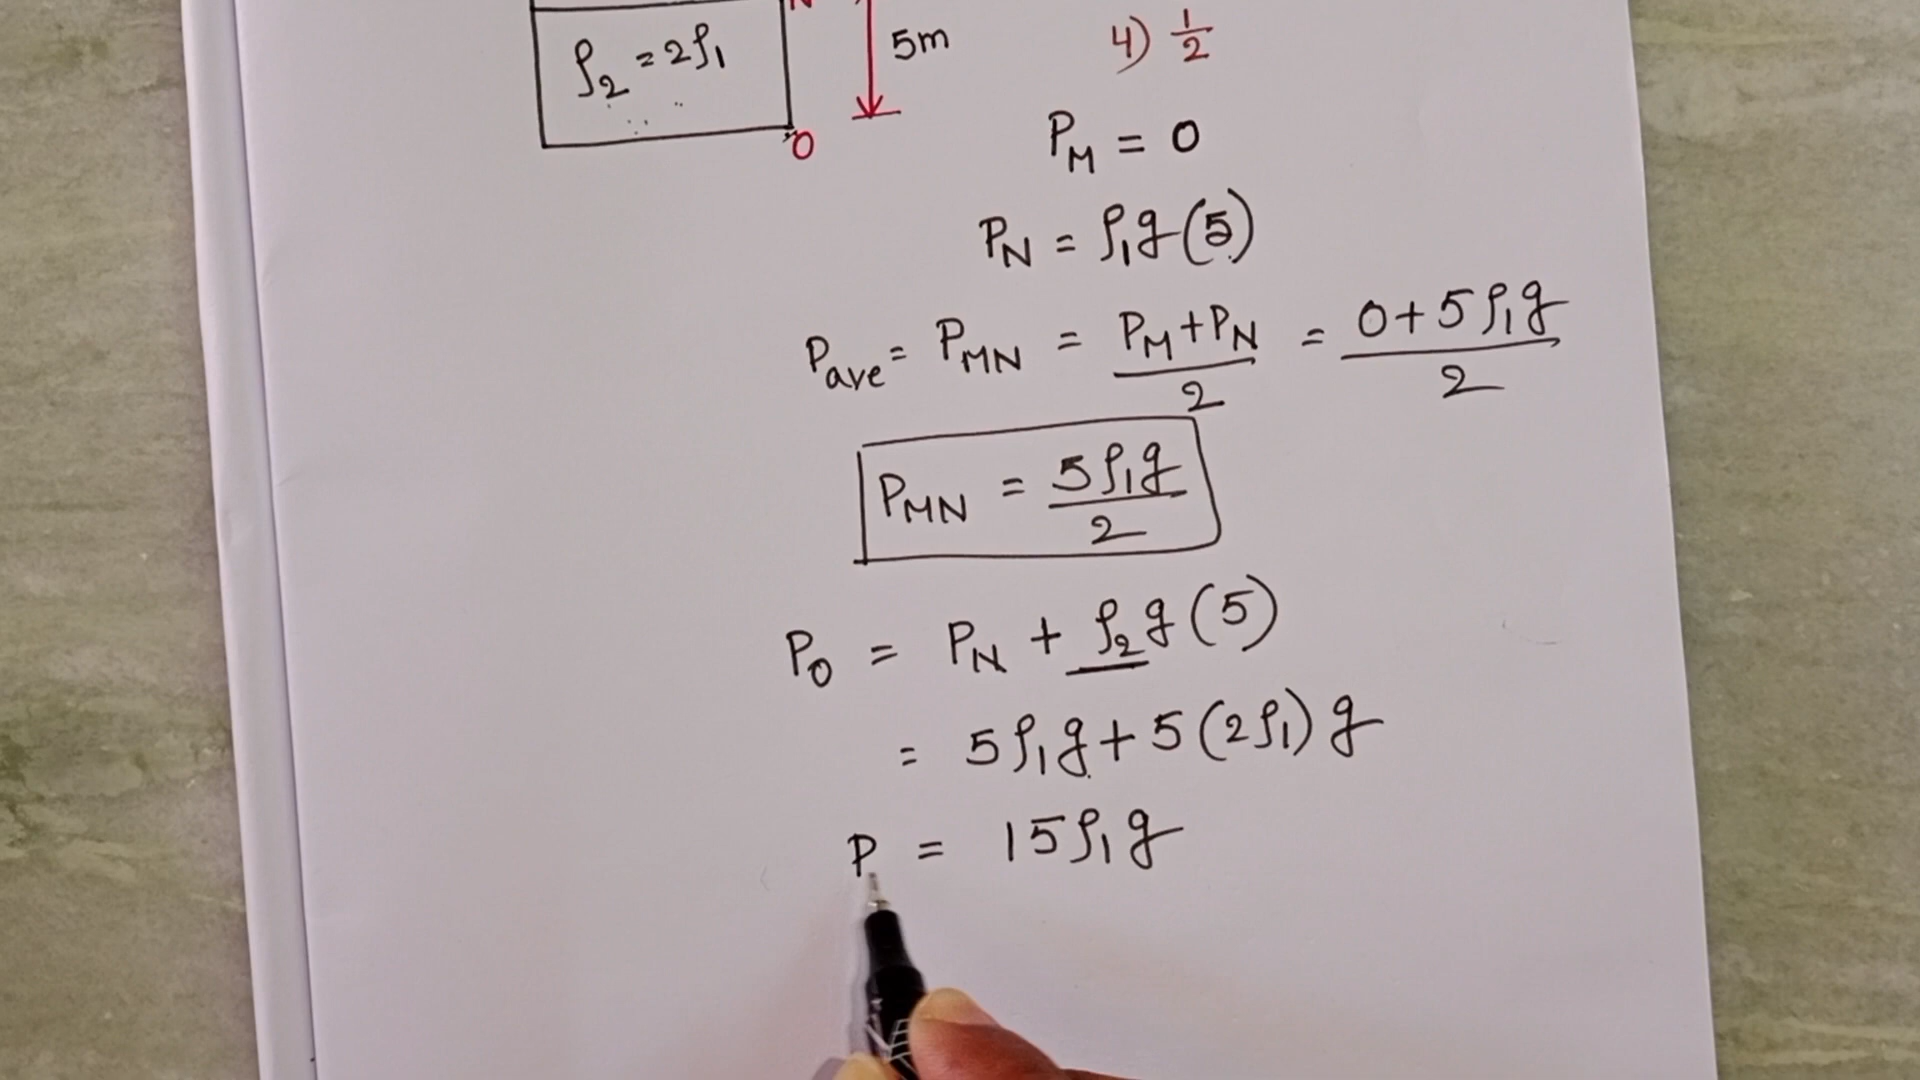 ρ₂ = 2ρ₁
5m
O
4) 1/2
P_M = 0
P_N = ρ₁g(5)
P_ave = P_MN = (P_M + P_N)/2 = (0 + 5ρ₁g)/2
P_MN = 5ρ₁g/2
P_O = P_N + ρ₂g(5)
= 5ρ₁g + 5(2ρ₁)g
P = 15ρ₁g